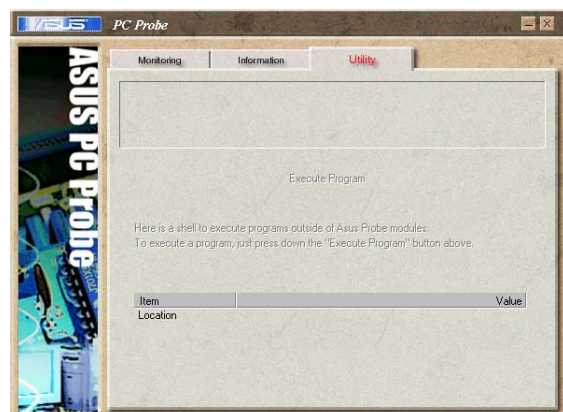 ASUS
PC Probe
Monitoring
Information
Utility
ASUS PC Probe
Execute Program
Here is a shell to execute programs outside of Asus Probe modules.
To execute a program, just press down the "Execute Program" button above.
Item Value
Location